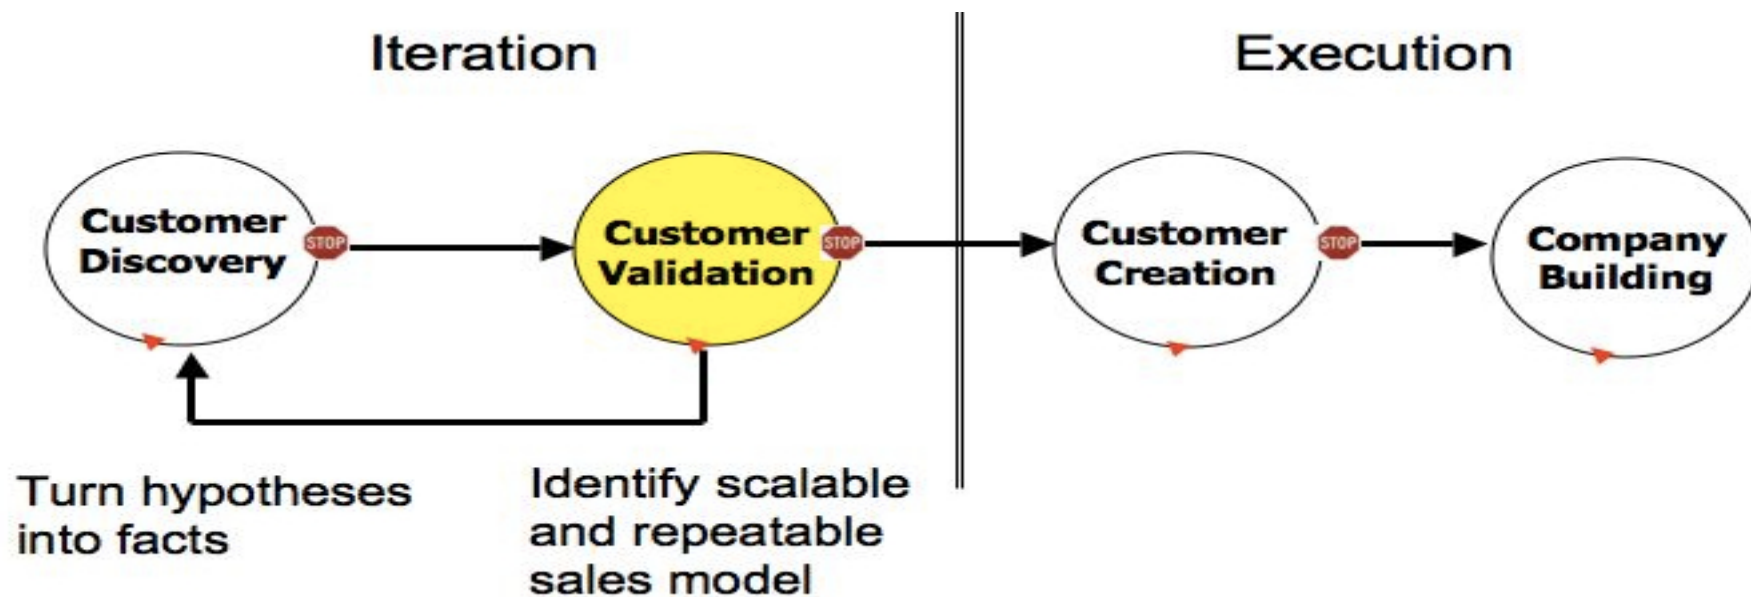 Iteration
Execution
Customer
Discovery
STOP
Customer
Validation
STOP
Customer
Creation
STOP
Company
Building
Turn hypotheses
into facts
Identify scalable
and repeatable
sales model